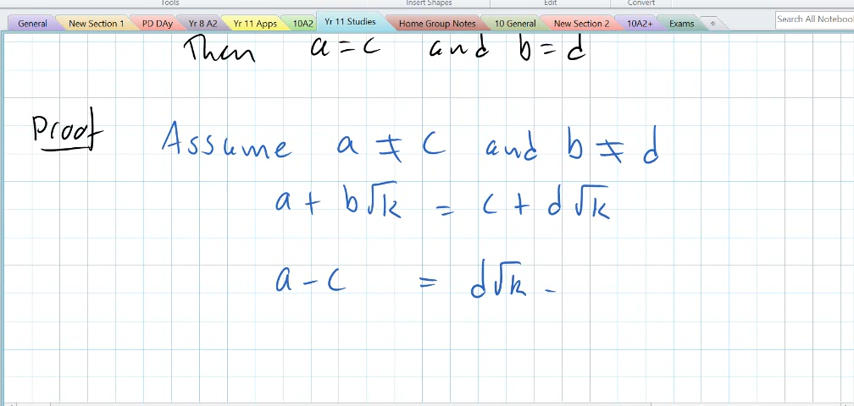 Tools Insert Shapes Edit Convert
General New Section 1 PD DAy Yr 8 A2 Yr 11 Apps 10A2 Yr 11 Studies Home Group Notes 10 General New Section 2 10A2+ Exams Search All Notebook
Then a = c and b = d
Proof Assume a ≠ c and b ≠ d
a + b√k = c + d√k
a - c = d√k -